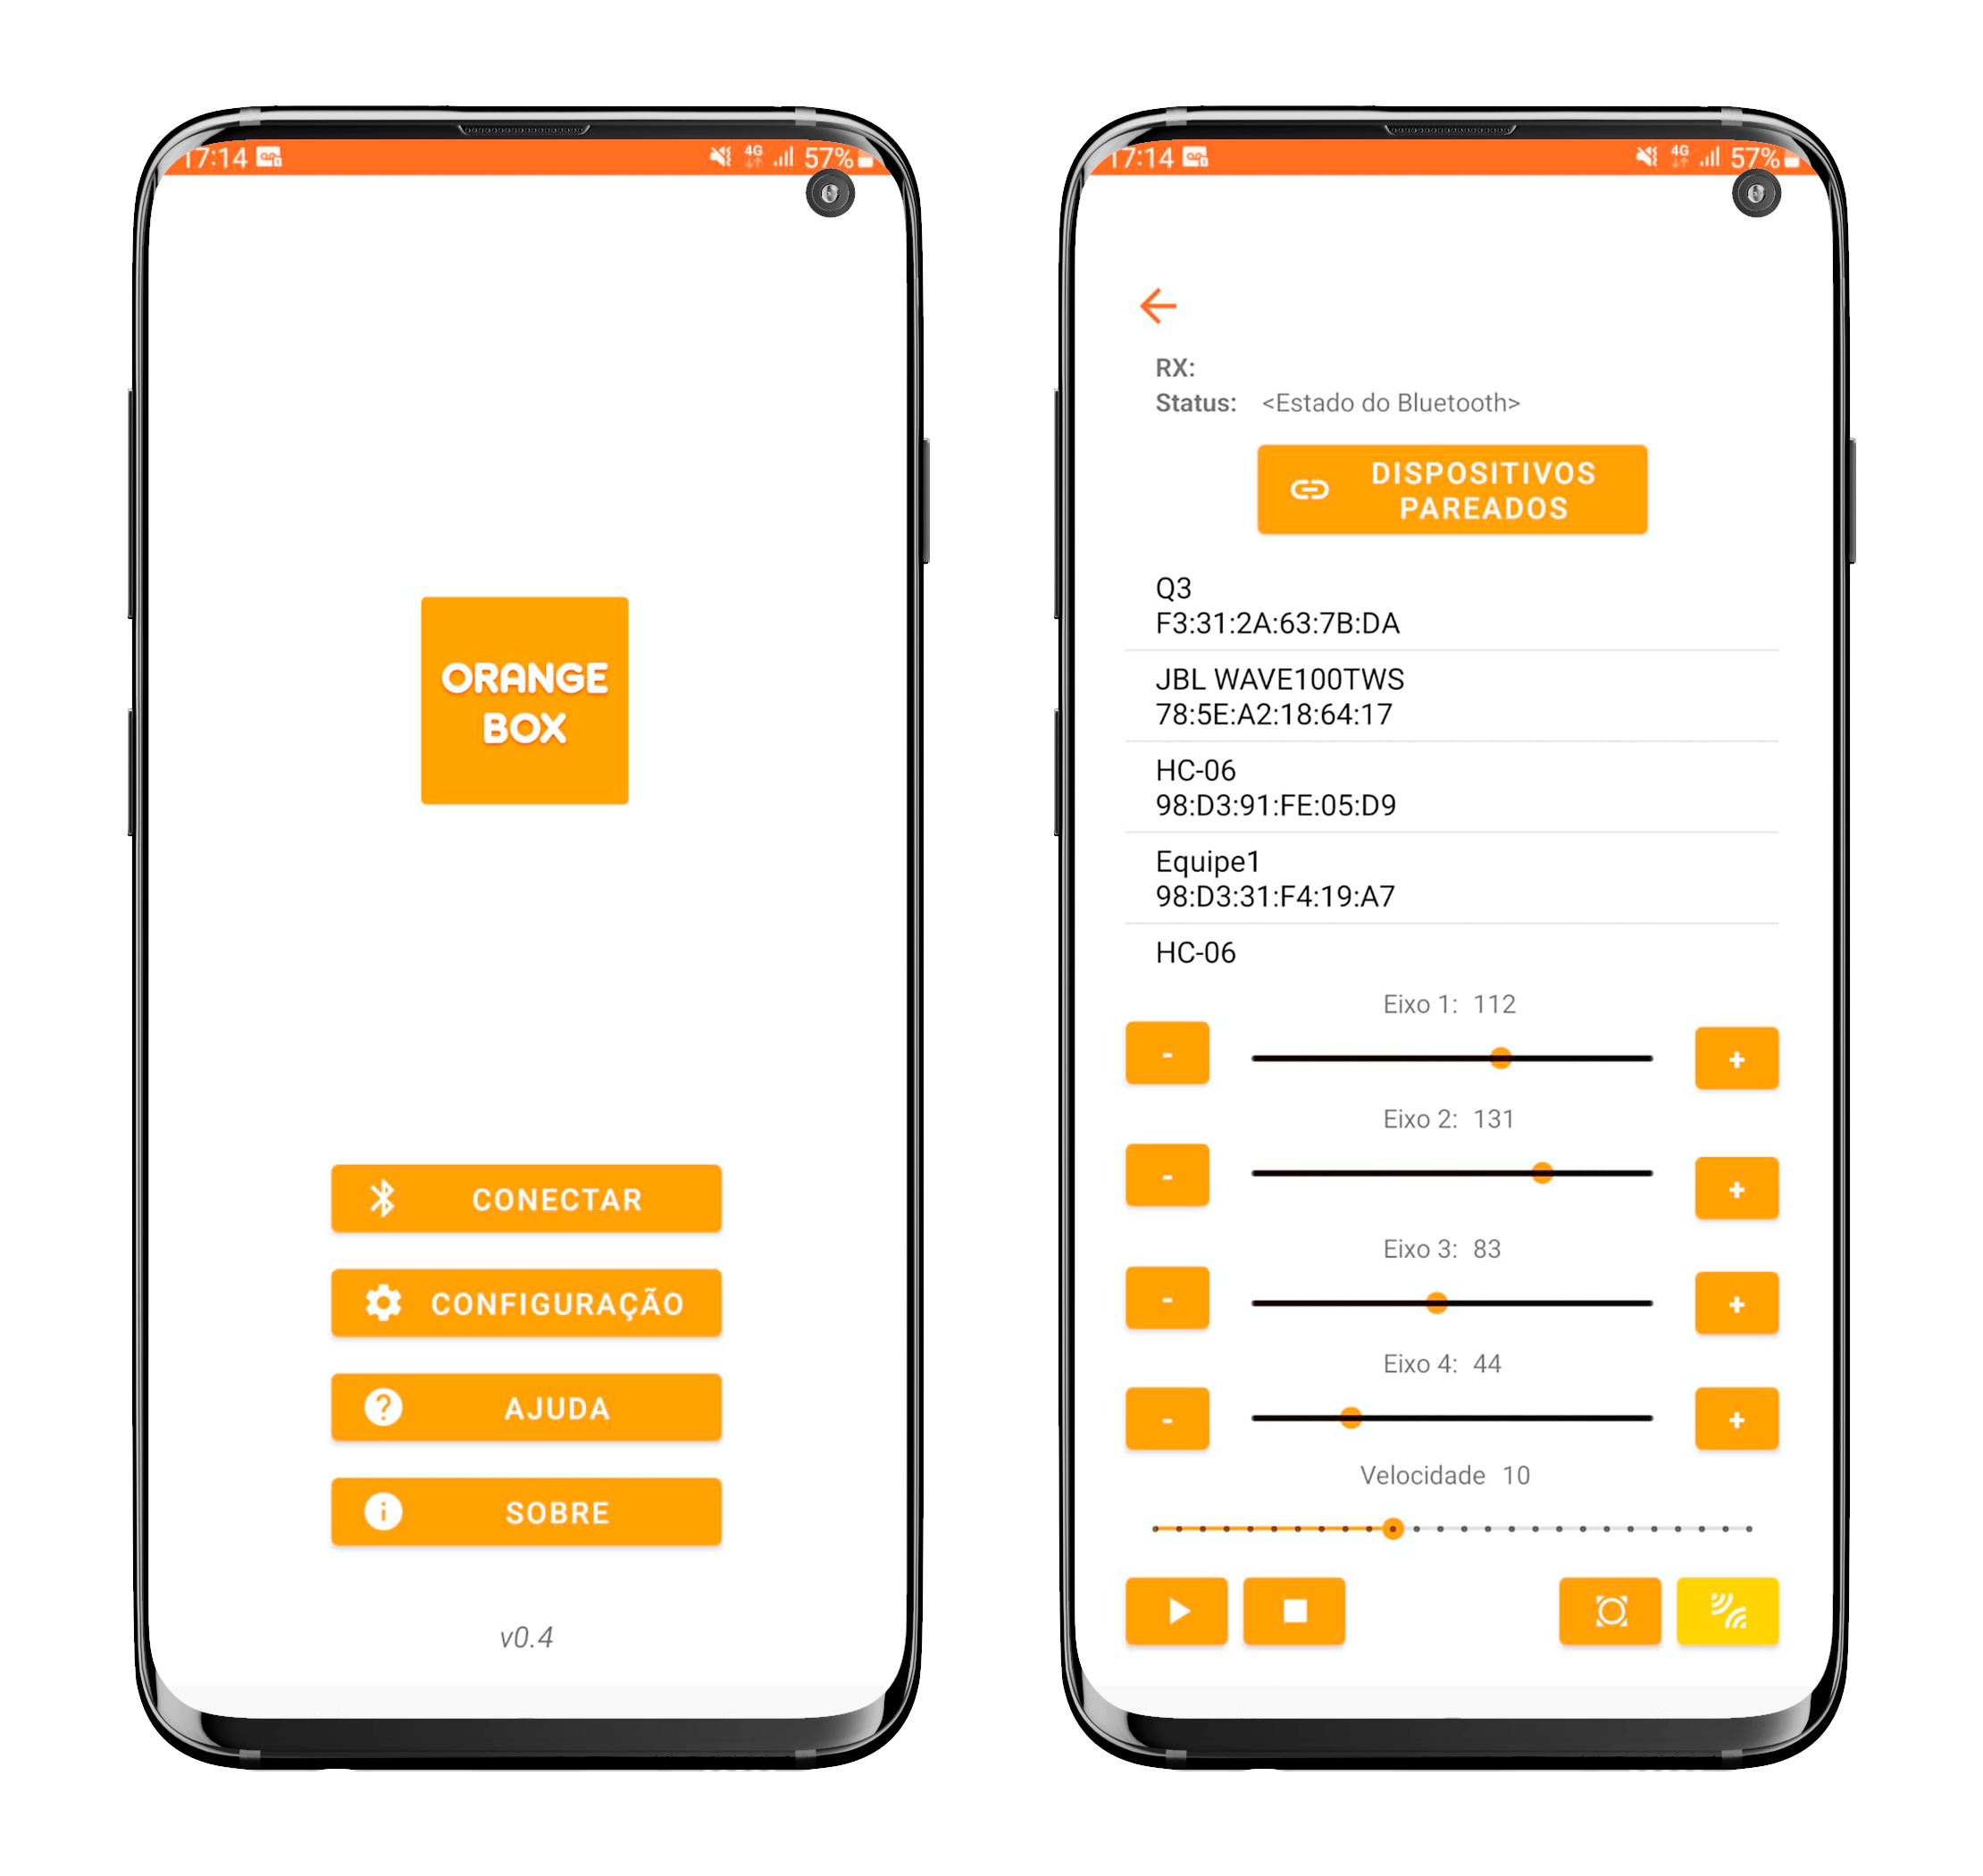 17:14
4G
57%
ORANGE
BOX
CONECTAR
CONFIGURAÇÃO
AJUDA
SOBRE
v0.4
17:14
4G
57%
RX:
Status: <Estado do Bluetooth>
DISPOSITIVOS
PAREADOS
Q3
F3:31:2A:63:7B:DA
JBL WAVE100TWS
78:5E:A2:18:64:17
HC-06
98:D3:91:FE:05:D9
Equipe1
98:D3:31:F4:19:A7
HC-06
Eixo 1: 112
- +
Eixo 2: 131
- +
Eixo 3: 83
- +
Eixo 4: 44
- +
Velocidade 10